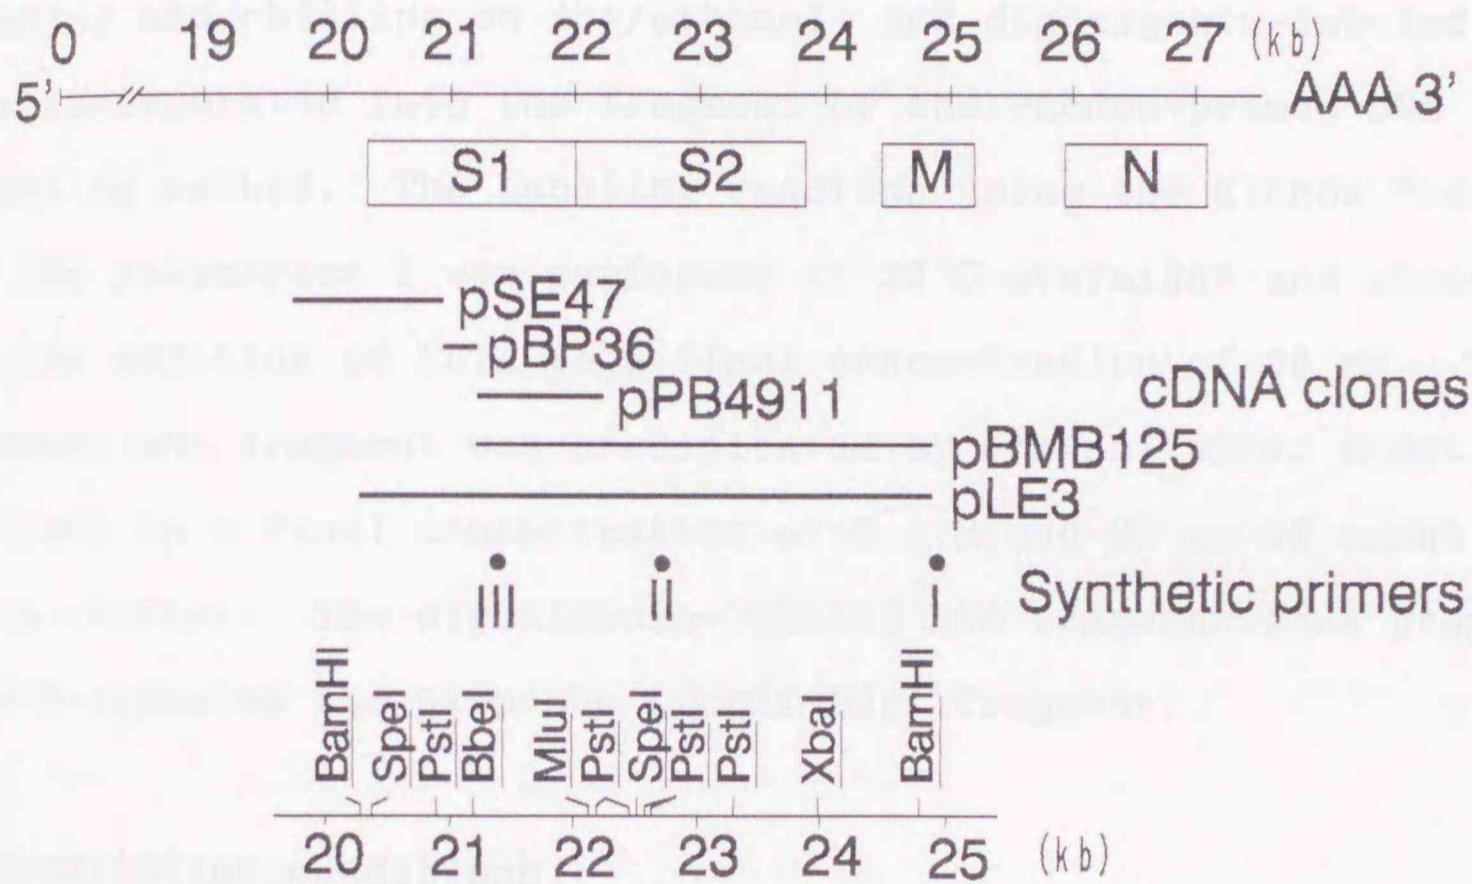 0 19 20 21 22 23 24 25 26 27 (kb)
5' AAA 3'
S1 S2 M N
pSE47
pBP36
pPB4911
cDNA clones
pBMB125
pLE3
III II I Synthetic primers
BamHI SpeI PstI BbeI MluI PstI SpeI PstI PstI XbaI BamHI
20 21 22 23 24 25 (kb)